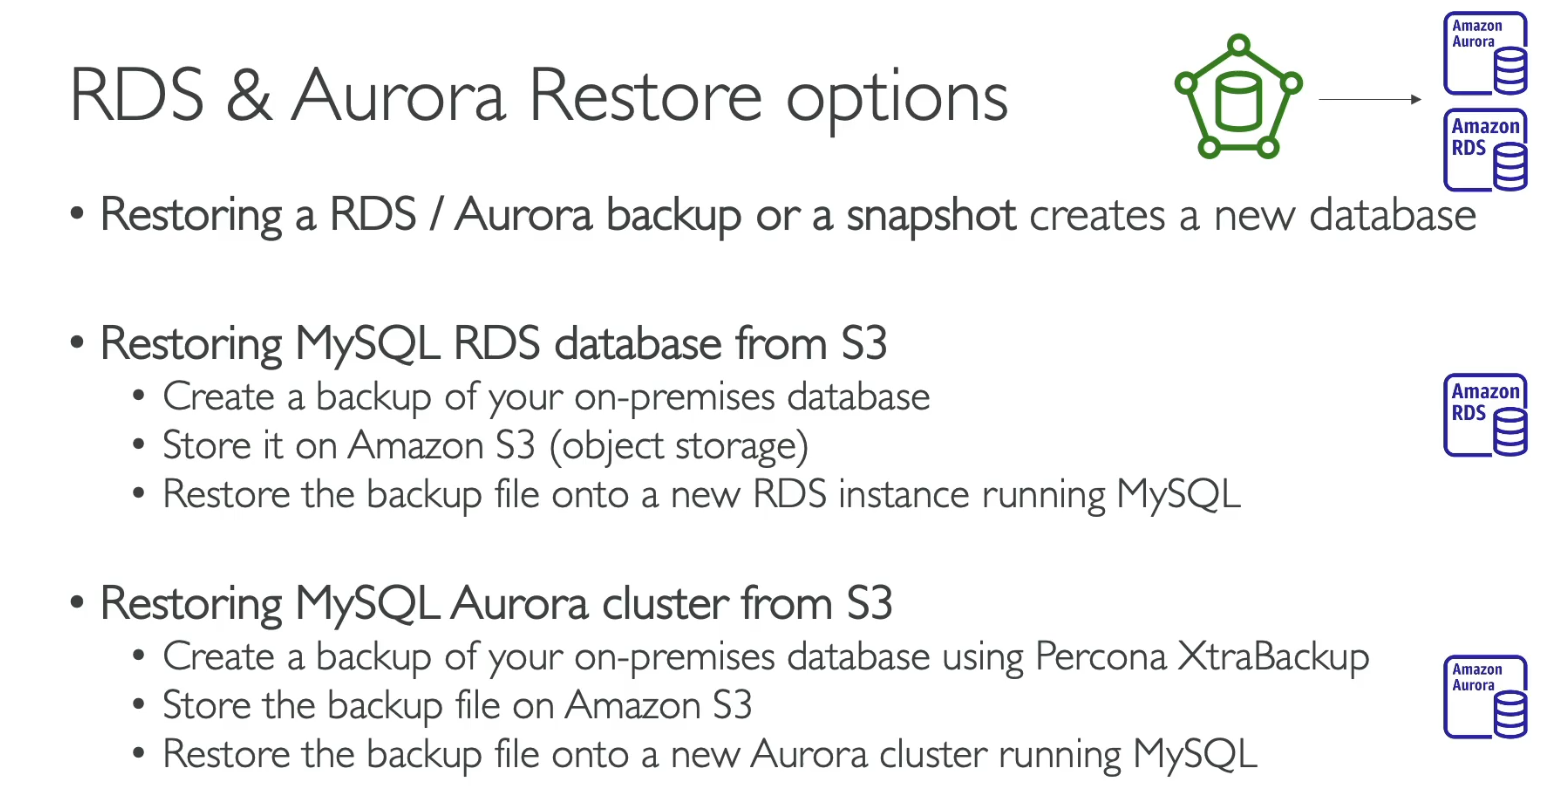 Amazon
Aurora
RDS & Aurora Restore options
Amazon
RDS
• Restoring a RDS / Aurora backup or a snapshot creates a new database
• Restoring MySQL RDS database from S3
• Create a backup of your on-premises database
Amazon
RDS
• Store it on Amazon S3 (object storage)
• Restore the backup file onto a new RDS instance running MySQL
• Restoring MySQL Aurora cluster from S3
• Create a backup of your on-premises database using Percona XtraBackup
Amazon
Aurora
• Store the backup file on Amazon S3
• Restore the backup file onto a new Aurora cluster running MySQL